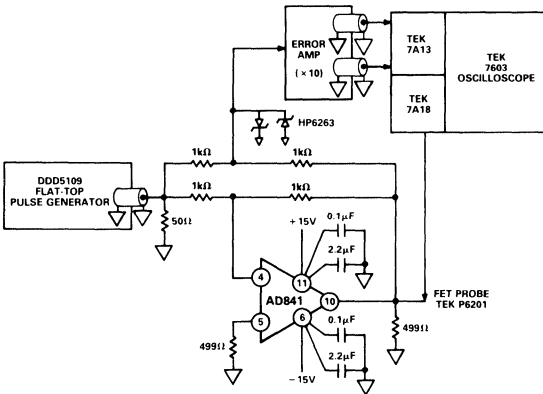 ERROR
AMP
(× 10)
TEK
7A13
TEK
7603
OSCILLOSCOPE
TEK
7A18
HP6263
1kΩ
1kΩ
DDD5109
FLAT-TOP
PULSE GENERATOR
1kΩ
1kΩ
50Ω
+15V
0.1µF
2.2µF
4
11
AD841
10
5
6
FET PROBE
TEK P6201
0.1µF
499Ω
499Ω
2.2µF
−15V